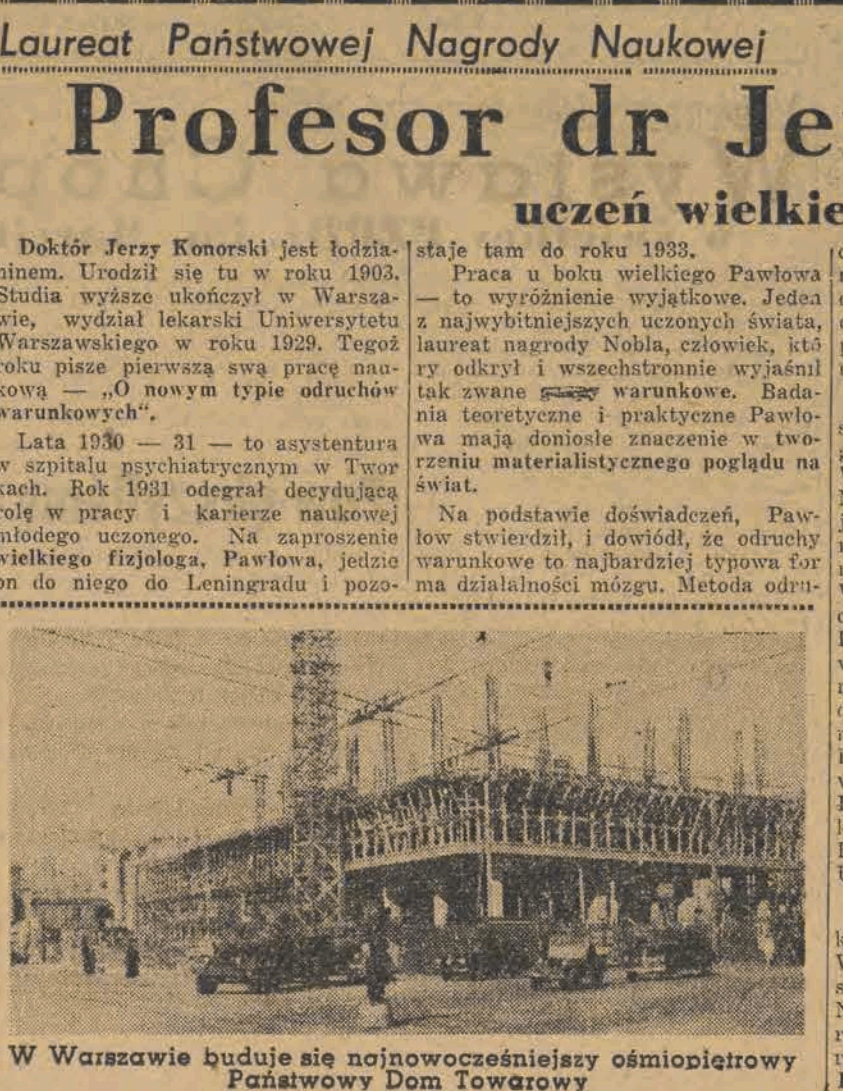 Laureat Państwowej Nagrody Naukowej
Profesor dr Je
uczeń wielkie
Doktór Jerzy Konorski jest łodzia-
ninem. Urodził się tu w roku 1903.
Studia wyższe ukończył w Warsza-
wie, wydział lekarski Uniwersytetu
Warszawskiego w roku 1929. Tegoż
roku pisze pierwszą swą pracę nau-
kową — „O nowym typie odruchów
warunkowych“.
Lata 1930 — 31 — to asystentura
w szpitalu psychiatrycznym w Twor
kach. Rok 1931 odegrał decydującą
rolę w pracy i karierze naukowej
młodego uczonego. Na zaproszenie
wielkiego fizjologa, Pawłowa, jedzie
on do niego do Leningradu i pozo-
staje tam do roku 1933.
Praca u boku wielkiego Pawłowa
— to wyróżnienie wyjątkowe. Jeden
z najwybitniejszych uczonych świata,
laureat nagrody Nobla, człowiek, któ
ry odkrył i wszechstronnie wyjaśnił
tak zwane warunkowe. Bada-
nia teoretyczne i praktyczne Pawło-
wa mają doniosłe znaczenie w two-
rzeniu materialistycznego poglądu na
świat.
Na podstawie doświadczeń, Paw-
łow stwierdził, i dowiódł, że odruchy
warunkowe to najbardziej typowa for
ma działalności mózgu. Metoda odru-
W Warszawie buduje się najnowocześniejszy ośmiopiętrowy
Państwowy Dom Towarowy